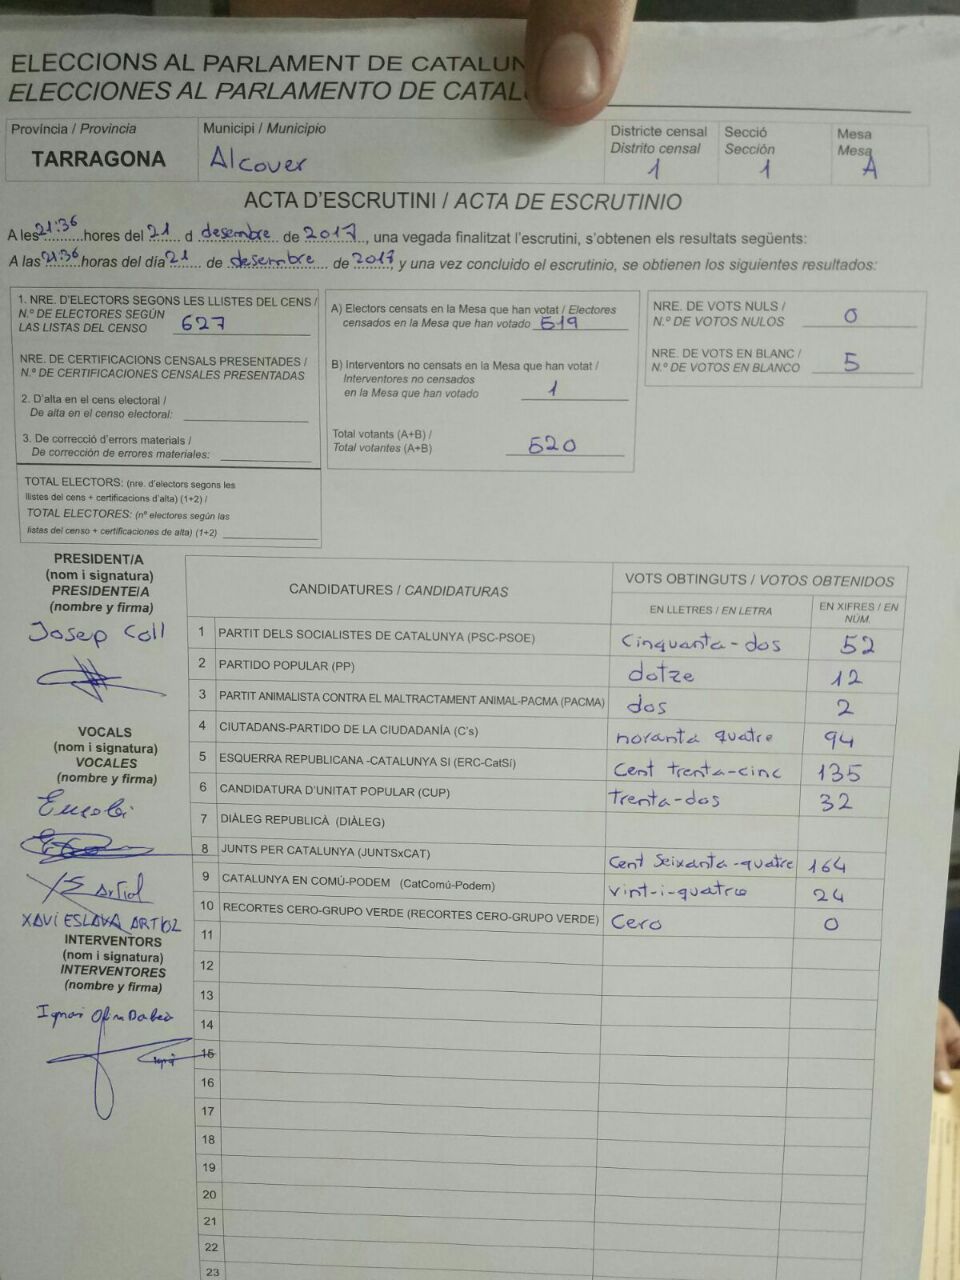 ELECCIONS AL PARLAMENT DE CATALUN
ELECCIONES AL PARLAMENTO DE CATAL
Província / Provincia
TARRAGONA
Municipi / Municipio
Alcover
Districte censal
Distrito censal
1
Secció
Sección
1
Mesa
Mesa
A
ACTA D'ESCRUTINI / ACTA DE ESCRUTINIO
A les 21:36 hores del 21 d desembre de 2017, una vegada finalitzat l'escrutini, s'obtenen els resultats següents:
A las 21:36 horas del día 21 de desembre de 2017, y una vez concluido el escrutinio, se obtienen los siguientes resultados:
1. NRE. D'ELECTORS SEGONS LES LLISTES DEL CENS /
N.º DE ELECTORES SEGÚN
LAS LISTAS DEL CENSO 627
NRE. DE CERTIFICACIONS CENSALS PRESENTADES /
N.º DE CERTIFICACIONES CENSALES PRESENTADAS
2. D'alta en el cens electoral /
De alta en el censo electoral:
3. De correcció d'errors materials /
De corrección de errores materiales:
TOTAL ELECTORS: (nre. d'electors segons les
llistes del cens + certificacions d'alta) (1+2) /
TOTAL ELECTORES: (nº electores según las
listas del censo + certificaciones de alta) (1+2)
A) Electors censats en la Mesa que han votat / Electores
censados en la Mesa que han votado 519
B) Interventors no censats en la Mesa que han votat /
Interventores no censados
en la Mesa que han votado 1
Total votants (A+B) /
Total votantes (A+B) 520
NRE. DE VOTS NULS /
N.º DE VOTOS NULOS 0
NRE. DE VOTS EN BLANC /
N.º DE VOTOS EN BLANCO 5
PRESIDENT/A
(nom i signatura)
PRESIDENTE/A
(nombre y firma)
Josep Coll
VOCALS
(nom i signatura)
VOCALES
(nombre y firma)
XAVI ESLAVA ARTIOL
INTERVENTORS
(nom i signatura)
INTERVENTORES
(nombre y firma)
CANDIDATURES / CANDIDATURAS
VOTS OBTINGUTS / VOTOS OBTENIDOS
EN LLETRES / EN LETRA
EN XIFRES / EN NÚM.
1 PARTIT DELS SOCIALISTES DE CATALUNYA (PSC-PSOE) Cinquanta-dos 52
2 PARTIDO POPULAR (PP) dotze 12
3 PARTIT ANIMALISTA CONTRA EL MALTRACTAMENT ANIMAL-PACMA (PACMA) dos 2
4 CIUTADANS-PARTIDO DE LA CIUDADANÍA (C's) noranta quatre 94
5 ESQUERRA REPUBLICANA -CATALUNYA SI (ERC-CatSí) Cent trenta-cinc 135
6 CANDIDATURA D'UNITAT POPULAR (CUP) Trenta-dos 32
7 DIÀLEG REPUBLICÀ (DIÀLEG)
8 JUNTS PER CATALUNYA (JUNTSxCAT) Cent Seixanta-quatre 164
9 CATALUNYA EN COMÚ-PODEM (CatComú-Podem) Vint-i-quatre 24
10 RECORTES CERO-GRUPO VERDE (RECORTES CERO-GRUPO VERDE) Cero 0
11
12
13
14
15
16
17
18
19
20
21
22
23